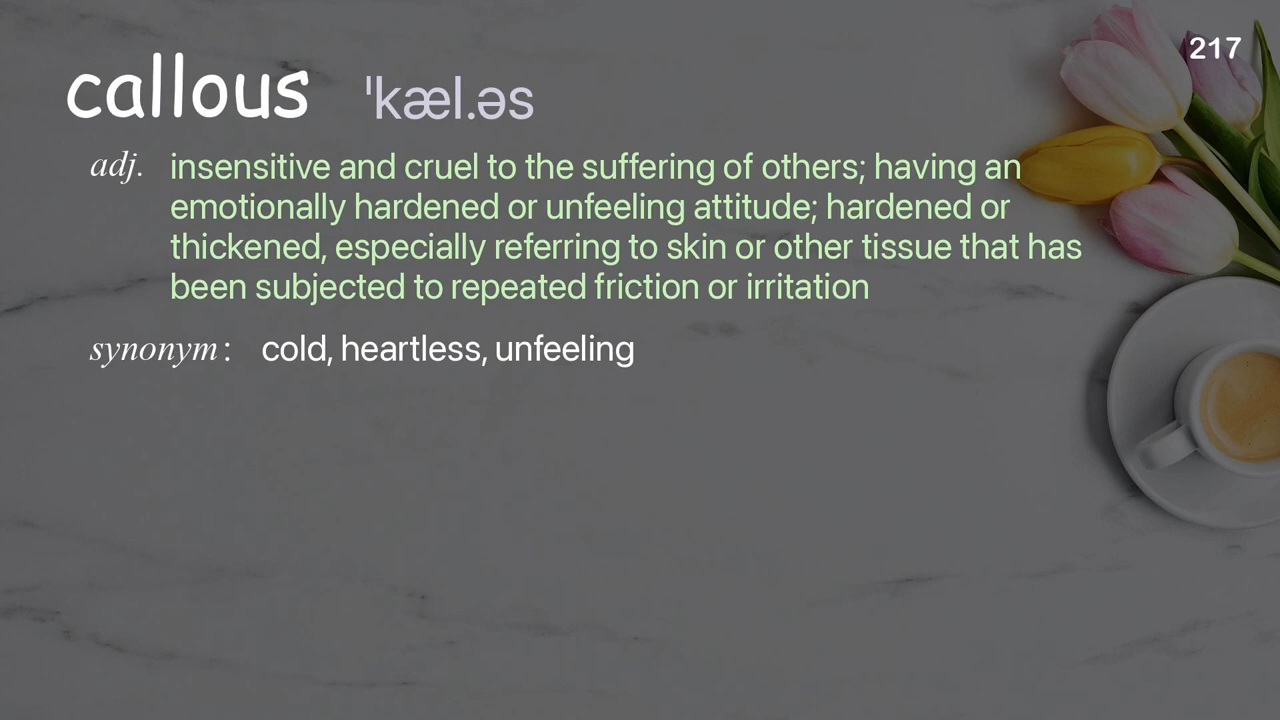 217
callous ˈkæl.əs
adj. insensitive and cruel to the suffering of others; having an
emotionally hardened or unfeeling attitude; hardened or
thickened, especially referring to skin or other tissue that has
been subjected to repeated friction or irritation
synonym : cold, heartless, unfeeling